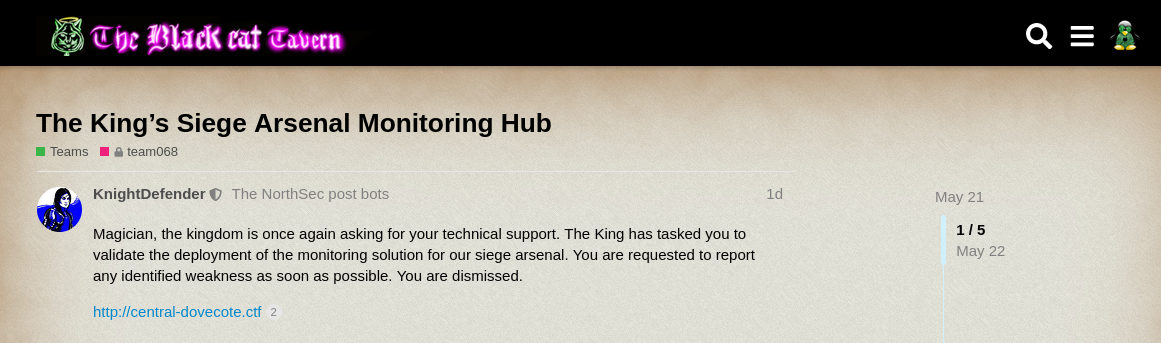 The Black cat Tavern
The King’s Siege Arsenal Monitoring Hub
Teams team068
KnightDefender The NorthSec post bots 1d
May 21
1 / 5
May 22
Magician, the kingdom is once again asking for your technical support. The King has tasked you to
validate the deployment of the monitoring solution for our siege arsenal. You are requested to report
any identified weakness as soon as possible. You are dismissed.
http://central-dovecote.ctf 2